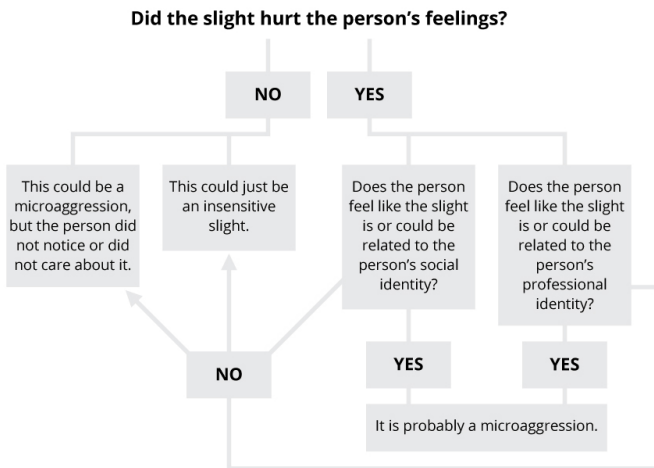 Did the slight hurt the person's feelings?
NO
YES
This could be a
microaggression,
but the person did
not notice or did
not care about it.
This could just be
an insensitive
slight.
Does the person
feel like the slight
is or could be
related to the
person's social
identity?
Does the person
feel like the slight
is or could be
related to the
person's
professional
identity?
NO
YES
YES
It is probably a microaggression.